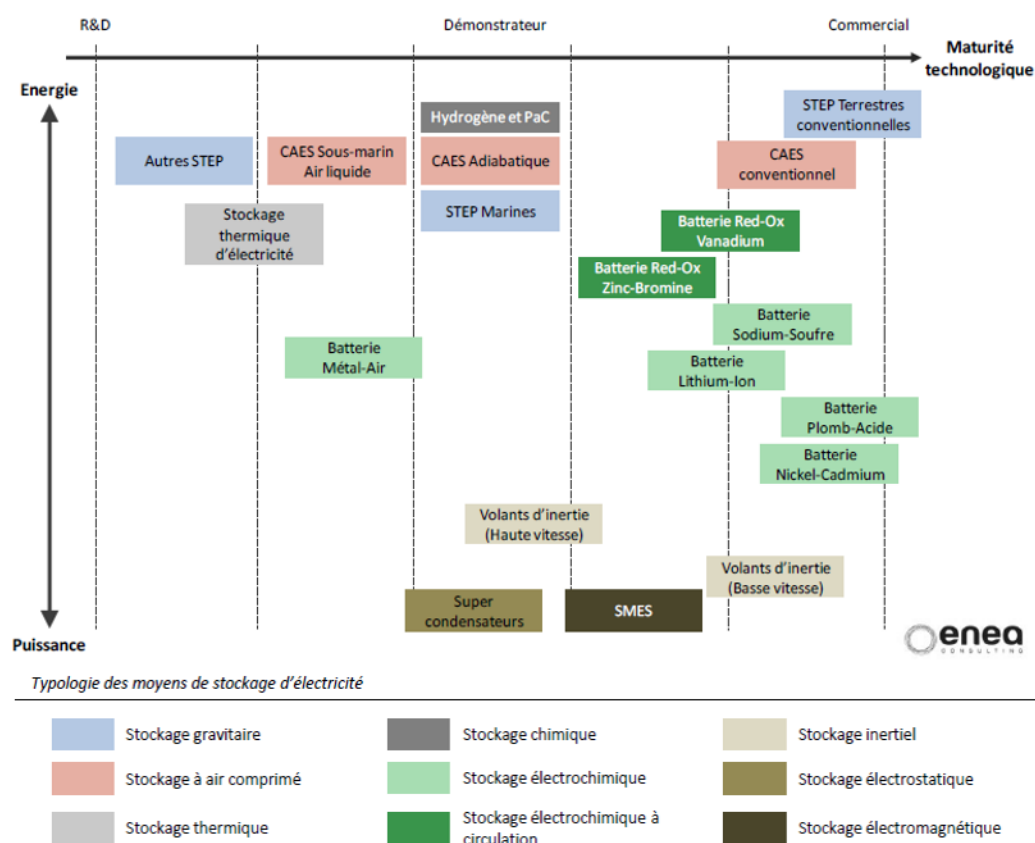 R&D
Démonstrateur
Commercial
Maturité
technologique
Energie
STEP Terrestres
conventionnelles
Hydrogène et PaC
Autres STEP
CAES Sous-marin
Air liquide
CAES Adiabatique
CAES
conventionnel
STEP Marines
Stockage
thermique
d'électricité
Batterie Red-Ox
Vanadium
Batterie Red-Ox
Zinc-Bromine
Batterie
Sodium-Soufre
Batterie
Métal-Air
Batterie
Lithium-Ion
Batterie
Plomb-Acide
Batterie
Nickel-Cadmium
Volants d'inertie
(Haute vitesse)
Volants d'inertie
(Basse vitesse)
Super
condensateurs
SMES
Puissance
enea
CONSULTING
Typologie des moyens de stockage d'électricité
Stockage gravitaire
Stockage chimique
Stockage inertiel
Stockage à air comprimé
Stockage électrochimique
Stockage électrostatique
Stockage thermique
Stockage électrochimique à
circulation
Stockage électromagnétique